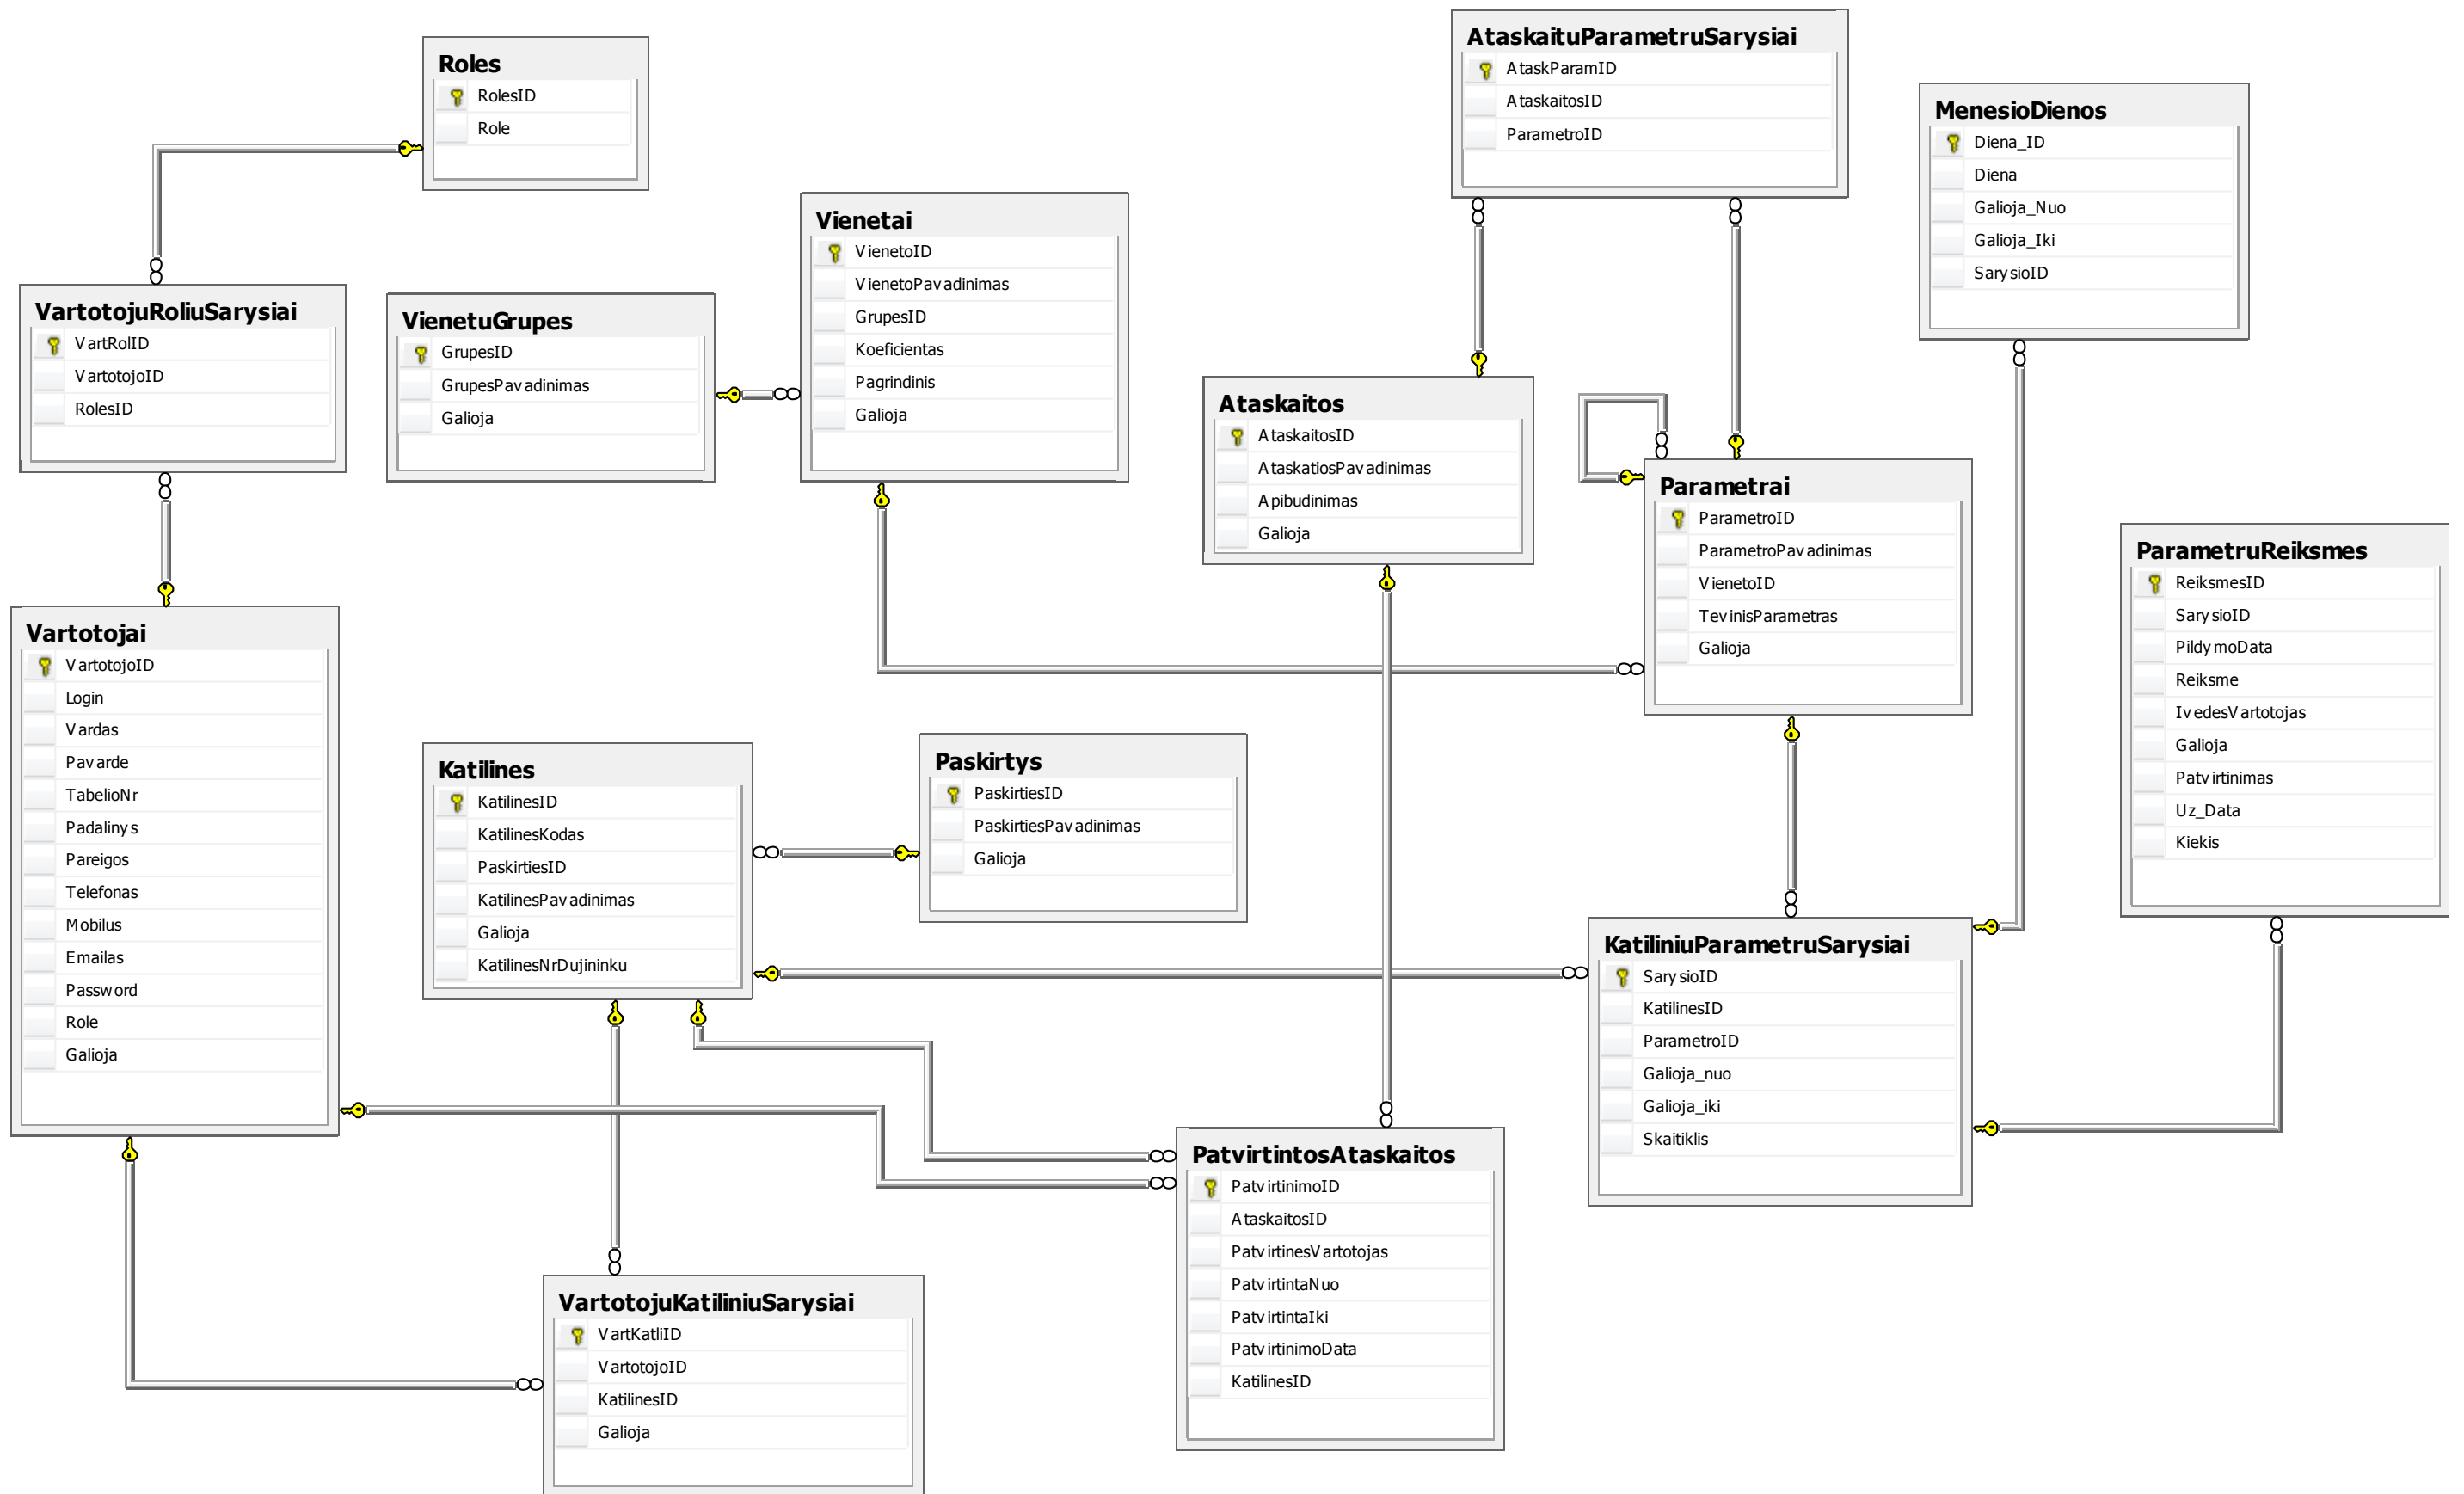 Roles
RolesID
Role
AtaskaituParametruSarysiai
AtaskParamID
AtaskaitosID
ParametroID
MenesioDienos
Diena_ID
Diena
Galioja_Nuo
Galioja_Iki
SarysioID
Vienetai
VienetoID
VienetoPavadinimas
GrupesID
Koeficientas
Pagrindinis
Galioja
VartotojuRoliuSarysiai
VartRolID
VartotojoID
RolesID
VienetuGrupes
GrupesID
GrupesPavadinimas
Galioja
Ataskaitos
AtaskaitosID
AtaskatiosPavadinimas
Apibudinimas
Galioja
Parametrai
ParametroID
ParametroPavadinimas
VienetoID
TevinisParametras
Galioja
ParametruReiksmes
ReiksmesID
SarysioID
PildymoData
Reiksme
IvedesVartotojas
Galioja
Patvirtinimas
Uz_Data
Kiekis
Vartotojai
VartotojoID
Login
Vardas
Pavarde
TabelioNr
Padalinys
Pareigos
Telefonas
Mobilus
Emailas
Password
Role
Galioja
Katilines
KatilinesID
KatilinesKodas
PaskirtiesID
KatilinesPavadinimas
Galioja
KatilinesNrDujininku
Paskirtys
PaskirtiesID
PaskirtiesPavadinimas
Galioja
KatiliniuParametruSarysiai
SarysioID
KatilinesID
ParametroID
Galioja_nuo
Galioja_iki
Skaitiklis
PatvirtintosAtaskaitos
PatvirtinimoID
AtaskaitosID
PatvirtinesVartotojas
PatvirtintaNuo
PatvirtintaIki
PatvirtinimoData
KatilinesID
VartotojuKatiliniuSarysiai
VartKatliID
VartotojoID
KatilinesID
Galioja